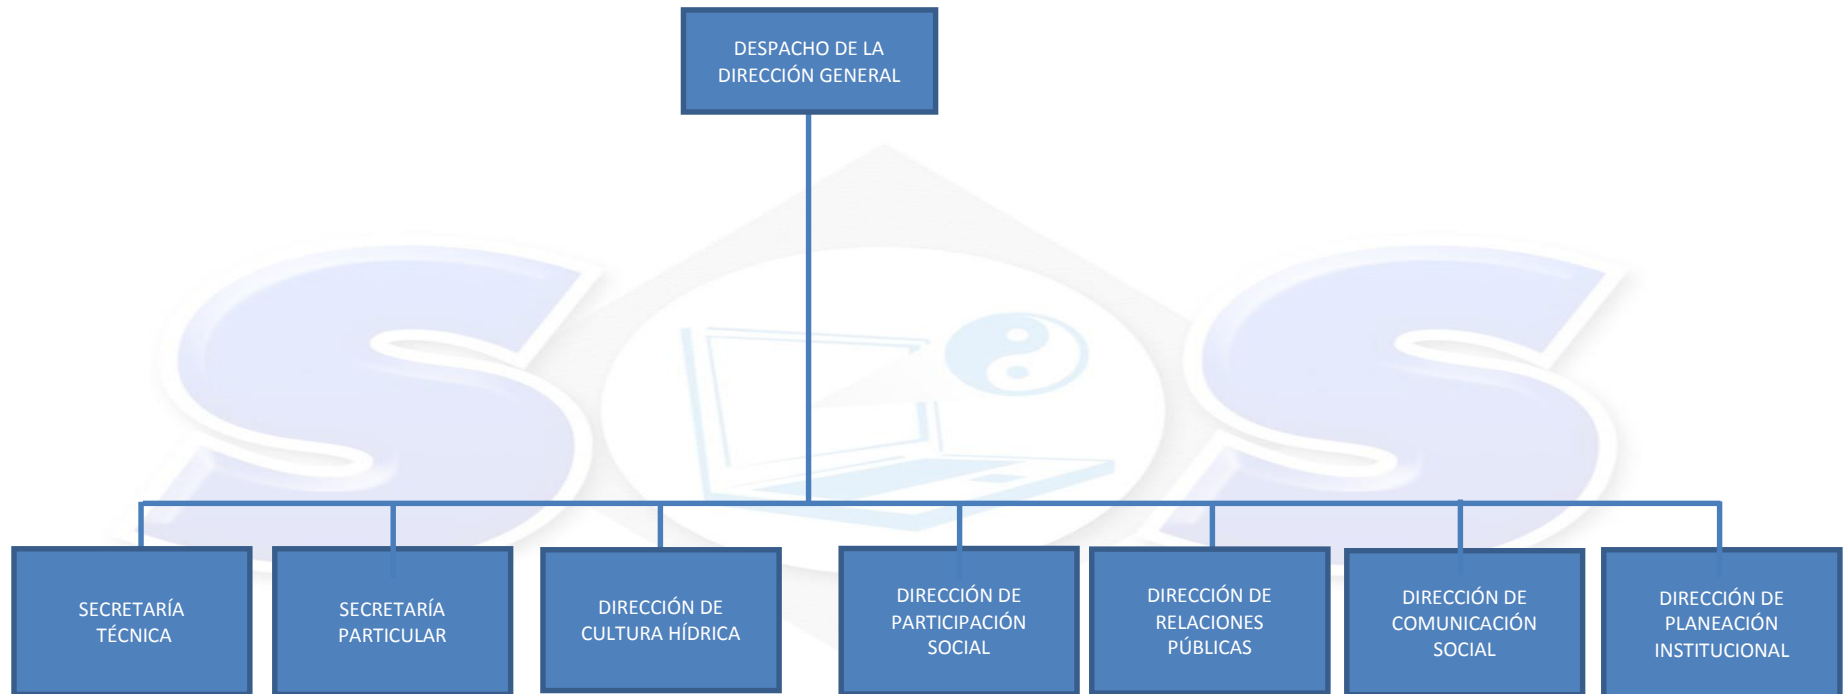 DESPACHO DE LA
DIRECCIÓN GENERAL
SECRETARÍA
TÉCNICA
SECRETARÍA
PARTICULAR
DIRECCIÓN DE
CULTURA HÍDRICA
DIRECCIÓN DE
PARTICIPACIÓN
SOCIAL
DIRECCIÓN DE
RELACIONES
PÚBLICAS
DIRECCIÓN DE
COMUNICACIÓN
SOCIAL
DIRECCIÓN DE
PLANEACIÓN
INSTITUCIONAL
S S